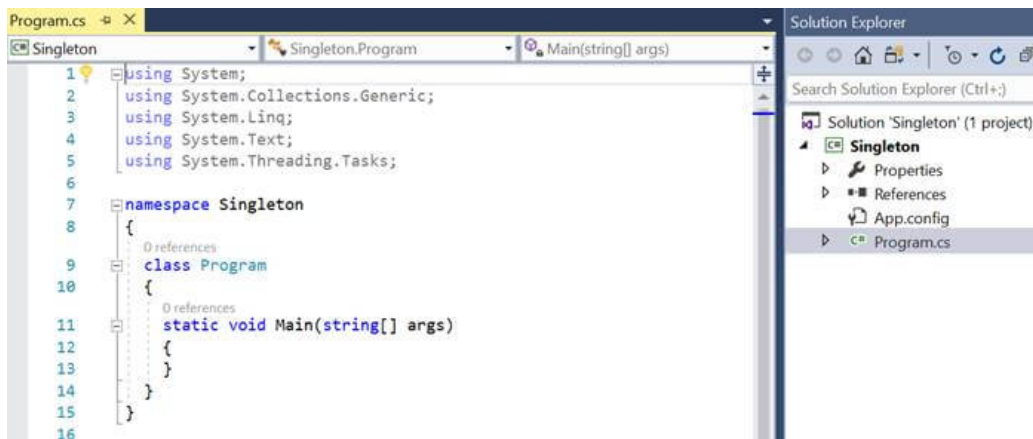 Program.cs
Singleton
Singleton.Program
Main(string[] args)
1 using System;
2 using System.Collections.Generic;
3 using System.Linq;
4 using System.Text;
5 using System.Threading.Tasks;
6
7 namespace Singleton
8 {
0 references
9 class Program
10 {
0 references
11 static void Main(string[] args)
12 {
13 }
14 }
15 }
16
Solution Explorer
Search Solution Explorer (Ctrl+;)
Solution 'Singleton' (1 project)
C# Singleton
Properties
References
App.config
C# Program.cs